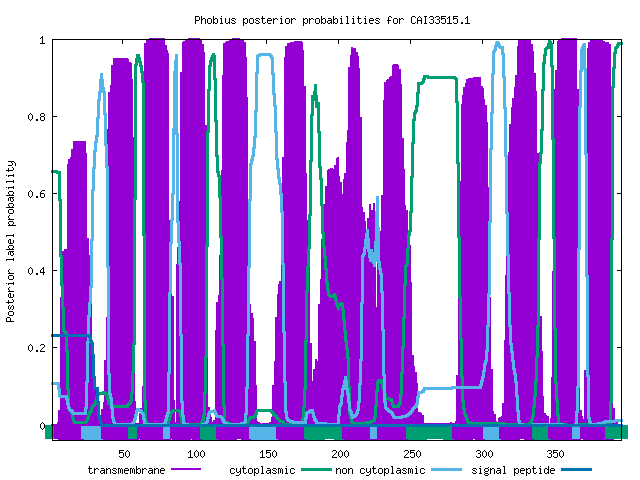 Phobius posterior probabilities for CAI33515.1
Posterior label probability
1
0.8
0.6
0.4
0.2
0
50 100 150 200 250 300 350
transmembrane cytoplasmic non cytoplasmic signal peptide